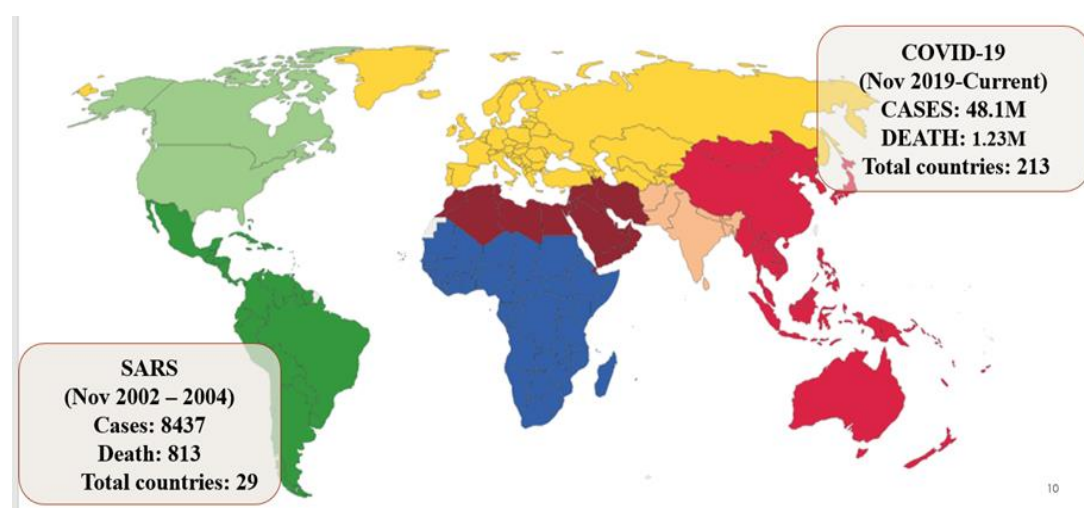 COVID-19
(Nov 2019-Current)
CASES: 48.1M
DEATH: 1.23M
Total countries: 213
SARS
(Nov 2002 – 2004)
Cases: 8437
Death: 813
Total countries: 29
10